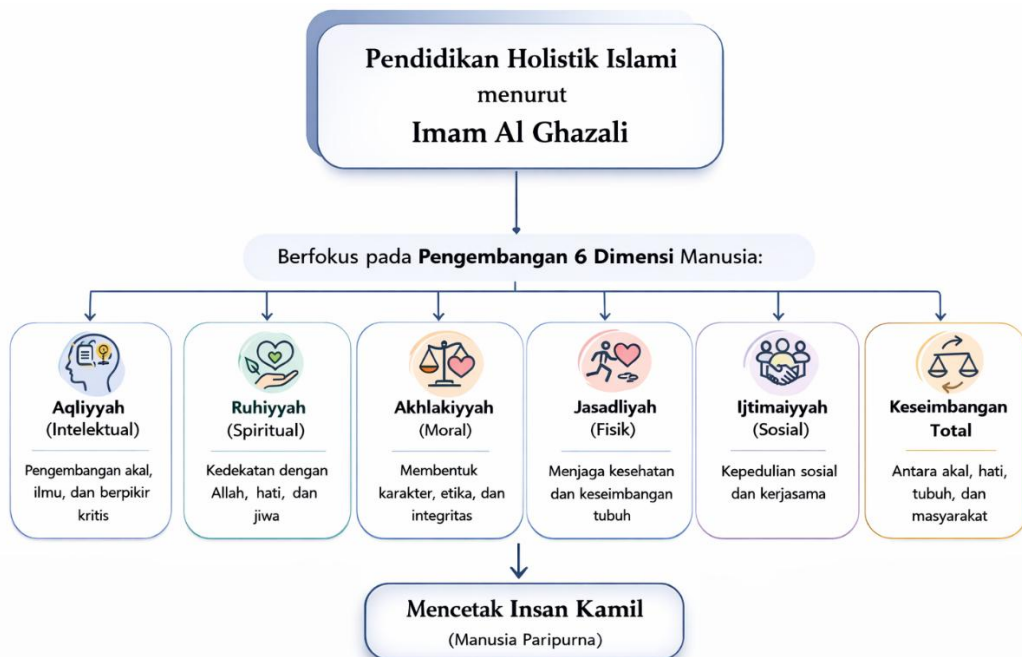 Pendidikan Holistik Islami
menurut
Imam Al Ghazali
Berfokus pada Pengembangan 6 Dimensi Manusia:
Aqliyyah
(Intelektual)
Pengembangan akal,
ilmu, dan berpikir
kritis
Ruhiyyah
(Spiritual)
Kedekatan dengan
Allah, hati, dan
jiwa
Akhlakiyyah
(Moral)
Membentuk
karakter, etika, dan
integritas
Jasadliyah
(Fisik)
Menjaga kesehatan
dan keseimbangan
tubuh
Ijtimaiyyah
(Sosial)
Kepedulian sosial
dan kerjasama
Keseimbangan
Total
Antara akal, hati,
tubuh, dan
masyarakat
Mencetak Insan Kamil
(Manusia Paripurna)